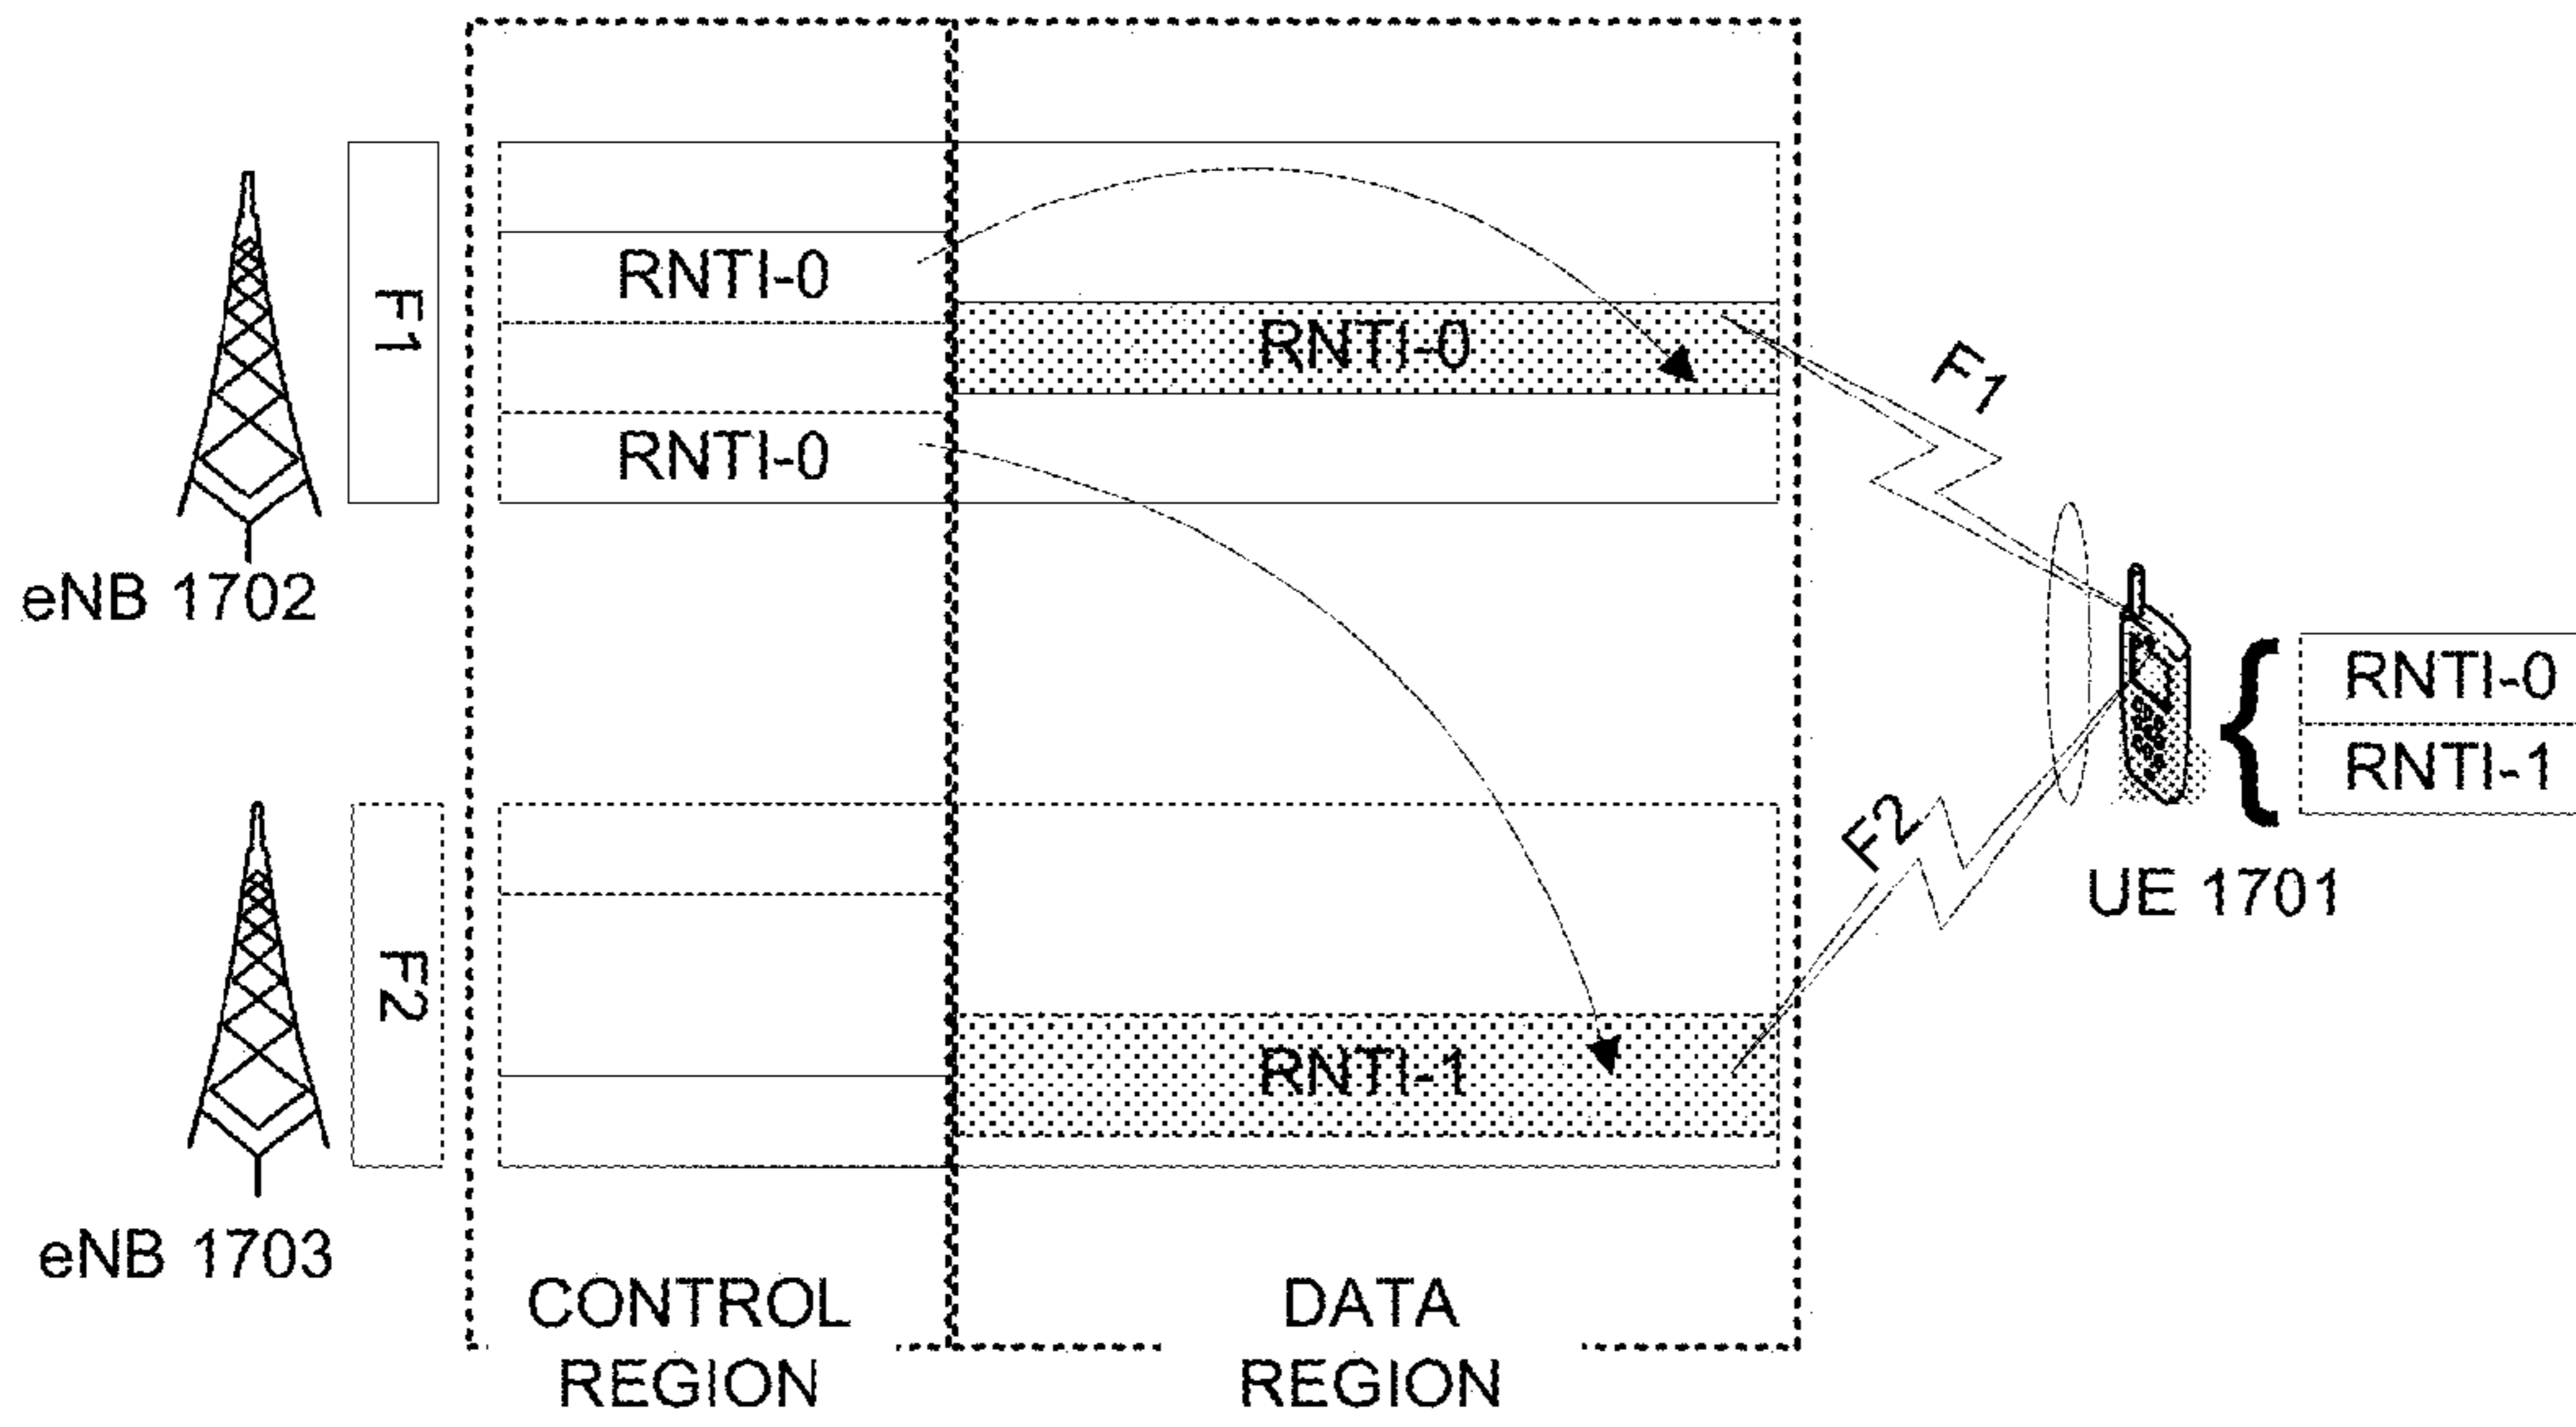 F1
RNTI-0
RNTI-0
RNTI-0
F1
eNB 1702
RNTI-0
RNTI-1
UE 1701
F2
F2
RNTI-1
eNB 1703
CONTROL
REGION
DATA
REGION